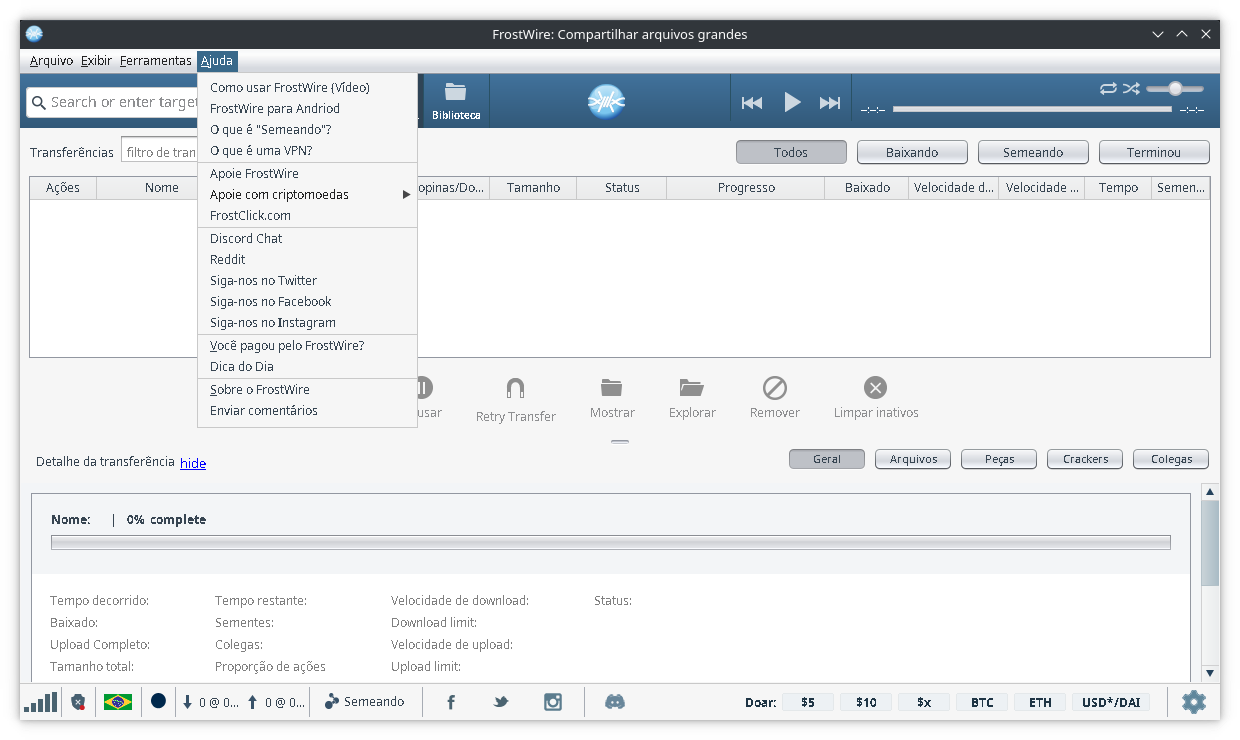 FrostWire: Compartilhar arquivos grandes
Arquivo Exibir Ferramentas Ajuda
Search or enter target
Biblioteca
-:-:-
-:-:-
Como usar FrostWire (Vídeo)
FrostWire para Andriod
O que é "Semeando"?
O que é uma VPN?
Apoie FrostWire
Apoie com criptomoedas
FrostClick.com
Discord Chat
Reddit
Siga-nos no Twitter
Siga-nos no Facebook
Siga-nos no Instagram
Você pagou pelo FrostWire?
Dica do Dia
Sobre o FrostWire
Enviar comentários
Transferências filtro de tran
Todos Baixando Semeando Terminou
Ações Nome opinas/Do... Tamanho Status Progresso Baixado Velocidade d... Velocidade ... Tempo Semen...
usar Retry Transfer Mostrar Explorar Remover Limpar inativos
Detalhe da transferência hide
Geral Arquivos Peças Crackers Colegas
Nome: | 0% complete
Tempo decorrido: Tempo restante: Velocidade de download: Status:
Baixado: Sementes: Download limit:
Upload Completo: Colegas: Velocidade de upload:
Tamanho total: Proporção de ações Upload limit:
0 @ 0... 0 @ 0... Semeando Doar: $5 $10 $x BTC ETH USD*/DAI